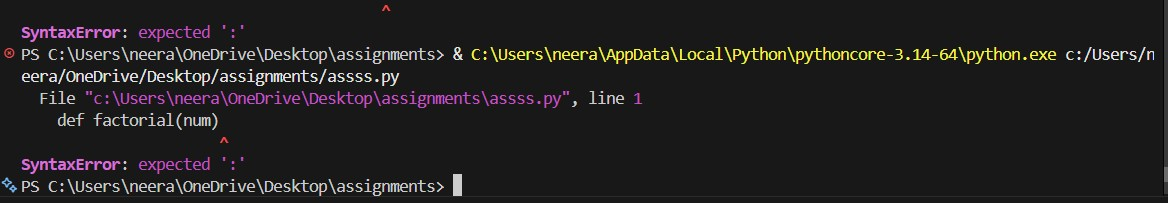 ^
SyntaxError: expected ':'
PS C:\Users\neera\OneDrive\Desktop\assignments> & C:\Users\neera\AppData\Local\Python\pythoncore-3.14-64\python.exe c:/Users/n
eera/OneDrive/Desktop/assignments/assss.py
  File "c:\Users\neera\OneDrive\Desktop\assignments\assss.py", line 1
    def factorial(num)
                      ^
SyntaxError: expected ':'
PS C:\Users\neera\OneDrive\Desktop\assignments>